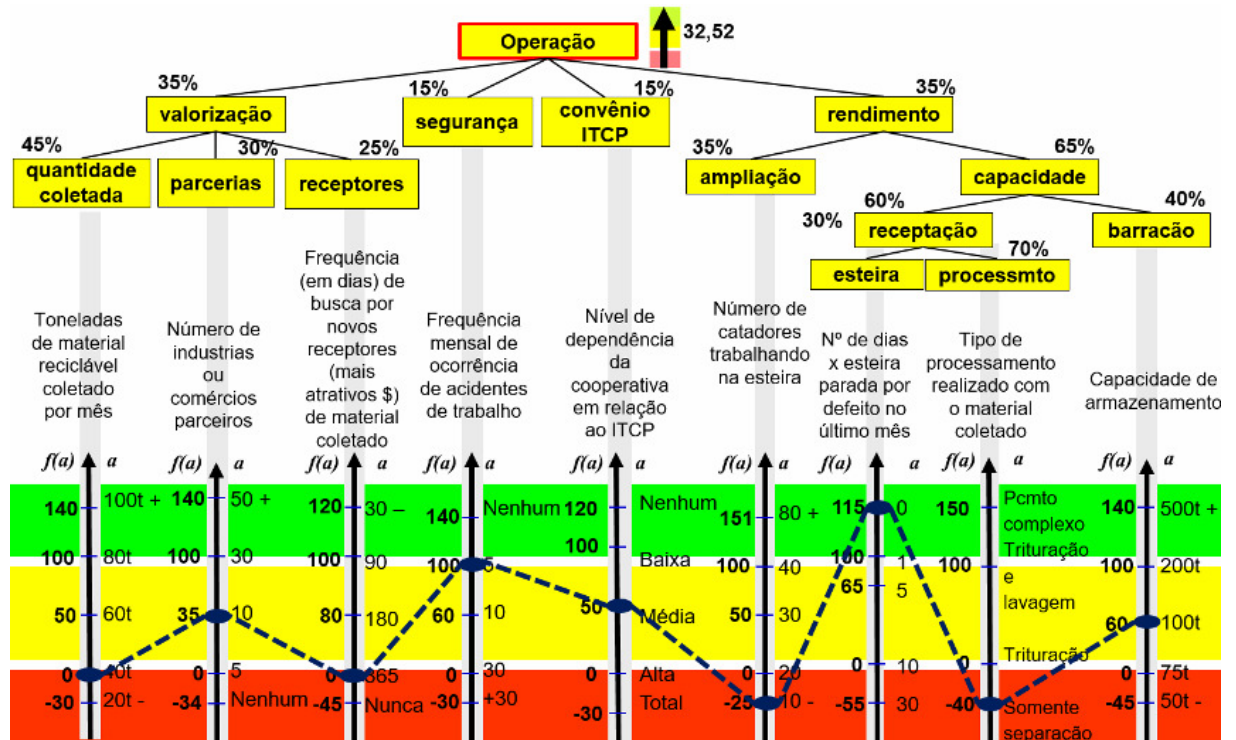 Operação
32,52
35%
15%
15%
35%
valorização
segurança
convênio
ITCP
rendimento
45%
30%
25%
35%
65%
quantidade
coletada
parcerias
receptores
ampliação
capacidade
60%
40%
30%
receptação
barracão
70%
esteira
processmto
Toneladas
de material
reciclável
coletado
por mês
Número de
industrias
ou
comércios
parceiros
Frequência
(em dias) de
busca por
novos
receptores
(mais
atrativos $)
de material
coletado
Frequência
mensal de
ocorrência
de acidentes
de trabalho
Nível de
dependência
da
cooperativa
em relação
ao ITCP
Número de
catadores
trabalhando
na esteira
Nº de dias
x esteira
parada por
defeito no
último mês
Tipo de
processamento
realizado com
o material
coletado
Capacidade de
armazenamento
f(a) a
140 100t +
100 80t
50 60t
0 40t
-30 20t -
f(a) a
140 50 +
100 30
35 10
0 5
-34 Nenhum
f(a) a
120 30 –
100 90
80 180
0 365
-45 Nunca
f(a) a
140 Nenhum
100 5
60 10
0 30
-30 +30
f(a) a
120 Nenhum
100 Baixa
50 Média
0 Alta
-30 Total
f(a) a
151 80 +
100 40
50 30
0 20
-25 10 -
f(a) a
115 0
100 1
65 5
0 10
-55 30
f(a) a
150 Pcmto
complexo
100 Trituração
e
lavagem
0 Trituração
-40 Somente
separação
f(a) a
140 500t +
100 200t
60 100t
0 75t
-45 50t -